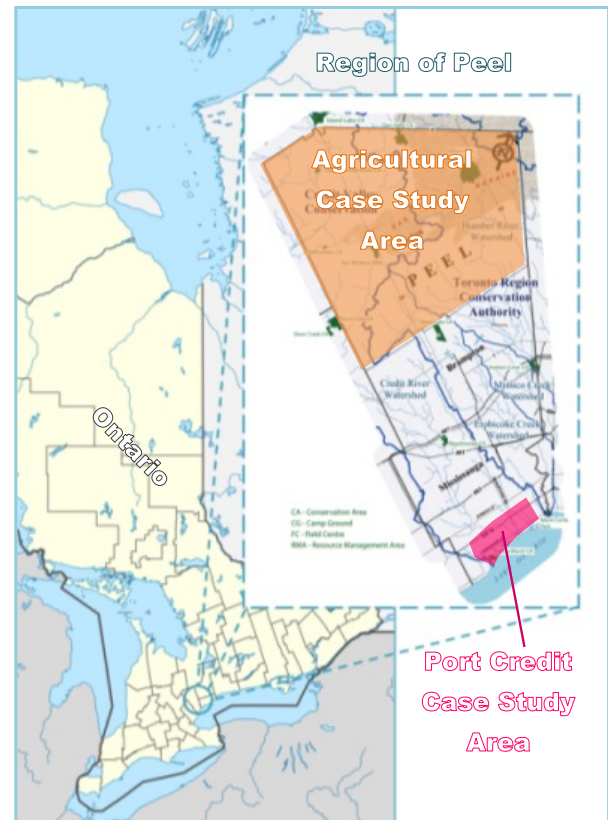 Region of Peel
Agricultural
Case Study
Area
Conservation
Humber River
Watershed
PEEL
Toronto Region
Conservation
Authority
Brampton
Credit River
Watershed
Mimico Creek
Watershed
Etobicoke Creek
Watershed
Mississauga
CA - Conservation Area
CG - Camp Ground
FC - Field Centre
RMA - Resource Management Area
Ontario
Port Credit
Case Study
Area